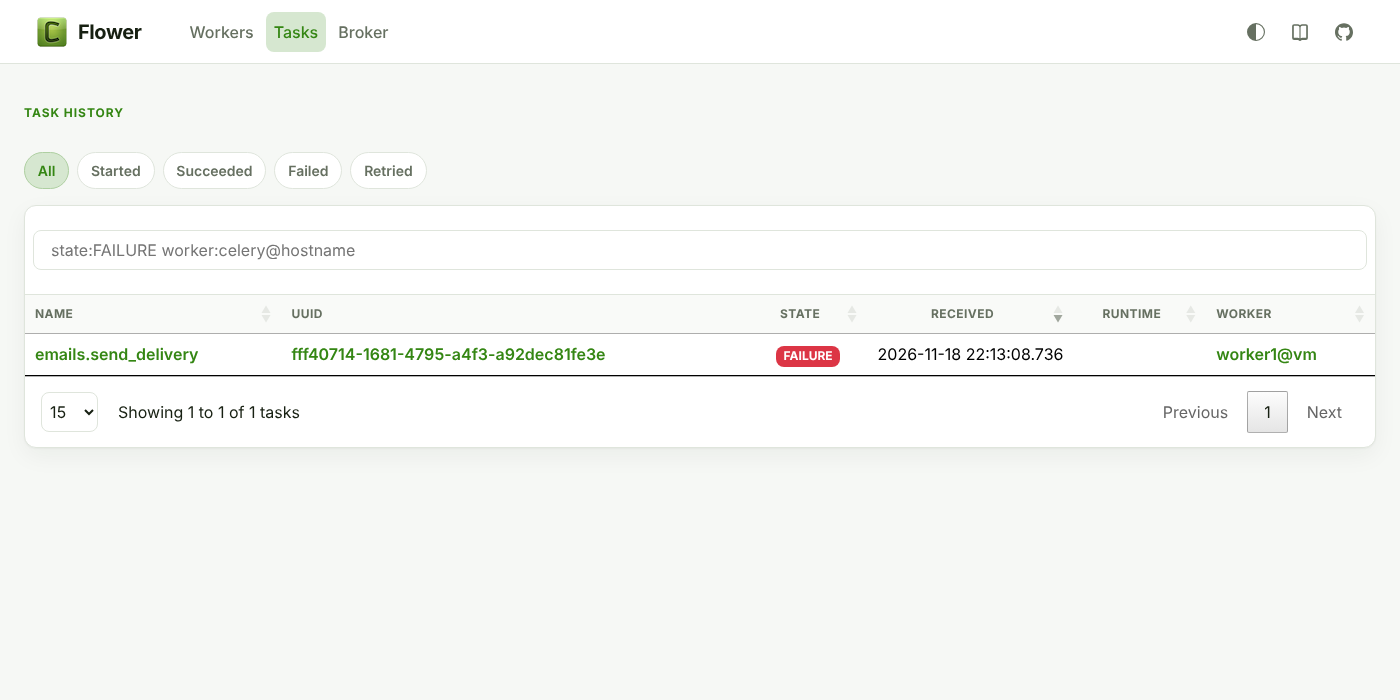 C Flower Workers Tasks Broker
TASK HISTORY
All Started Succeeded Failed Retried
state:FAILURE worker:celery@hostname
NAME UUID STATE RECEIVED RUNTIME WORKER
emails.send_delivery fff40714-1681-4795-a4f3-a92dec81fe3e FAILURE 2026-11-18 22:13:08.736 worker1@vm
15 Showing 1 to 1 of 1 tasks Previous 1 Next